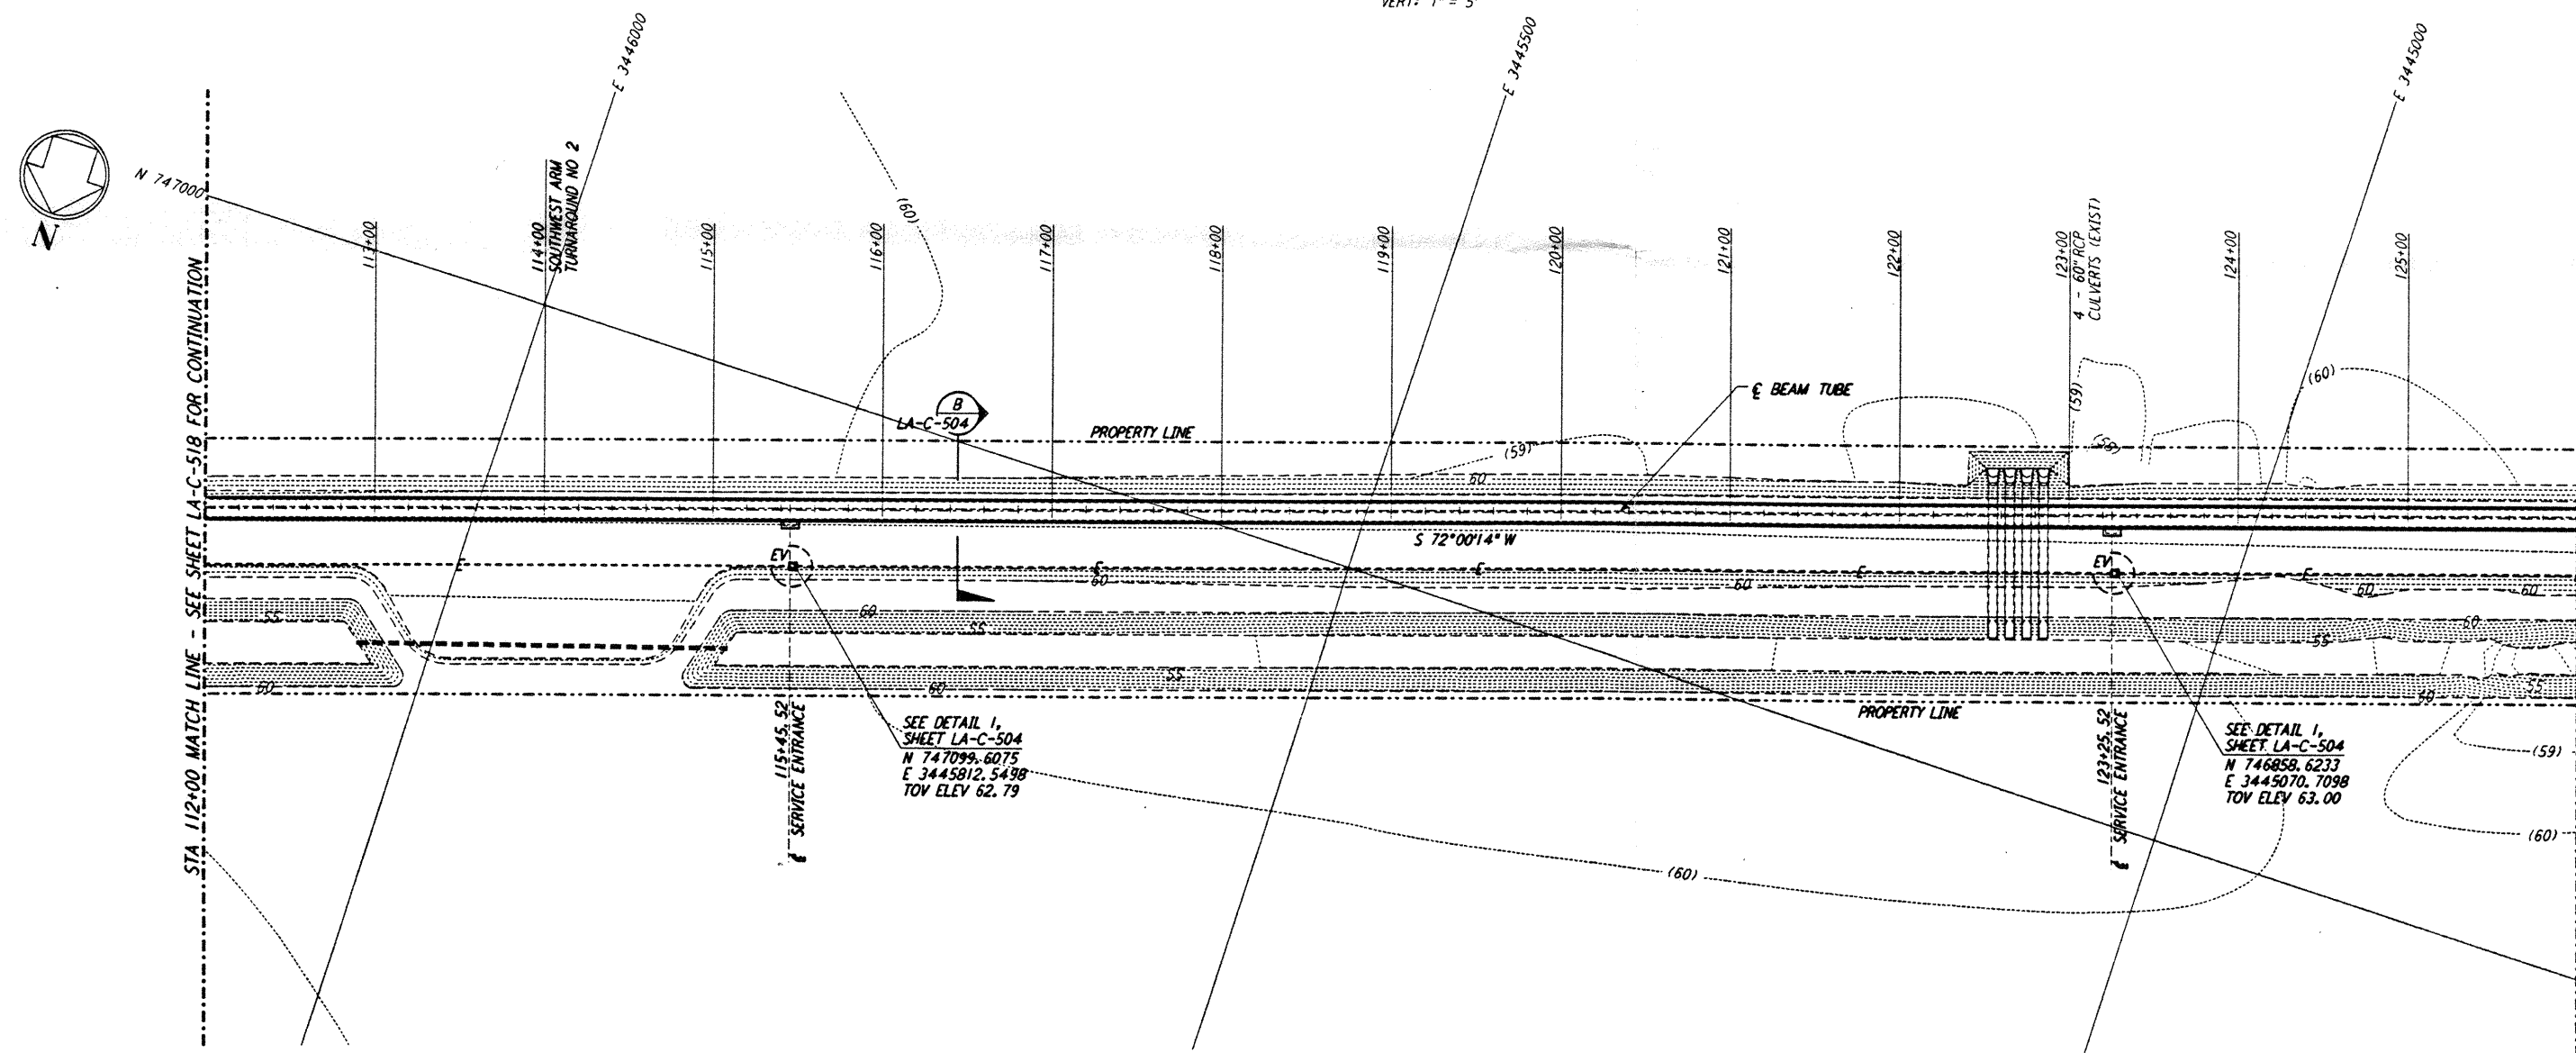 VERT: 1" = 5'
E 3446000
E 3445500
E 3445000
N
N 747000
STA 112+00 MATCH LINE - SEE SHEET LA-C-518 FOR CONTINUATION
113+00
114+00
SOUTHWEST ARM
TURNAROUND NO 2
115+00
116+00
117+00
118+00
119+00
120+00
121+00
122+00
123+00
4 - 60" RCP
CULVERTS (EXIST)
124+00
125+00
(60)
B
LA-C-504
PROPERTY LINE
℄ BEAM TUBE
(59)
(59)
(58)
(60)
60
S 72°00'14" W
EV
EV
E
E
E
E
E
60
60
60
60
60
55
60
55
60
55
60
60
55
55
60
PROPERTY LINE
115+45.52
℄ SERVICE ENTRANCE
SEE DETAIL 1,
SHEET LA-C-504
N 747099.6075
E 3445812.5498
TOV ELEV 62.79
123+25.52
℄ SERVICE ENTRANCE
SEE DETAIL 1,
SHEET LA-C-504
N 746858.6233
E 3445070.7098
TOV ELEV 63.00
(59)
(60)
(60)